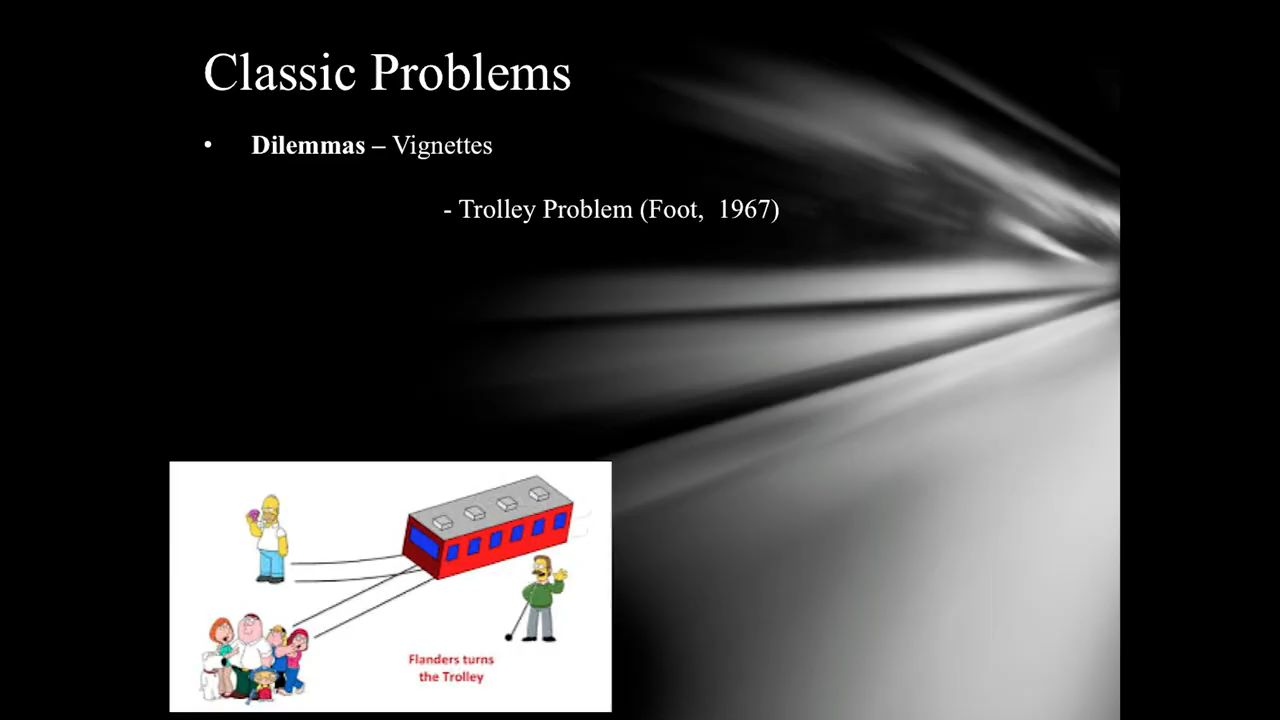 Classic Problems
• Dilemmas – Vignettes
- Trolley Problem (Foot,  1967)
Flanders turns
the Trolley